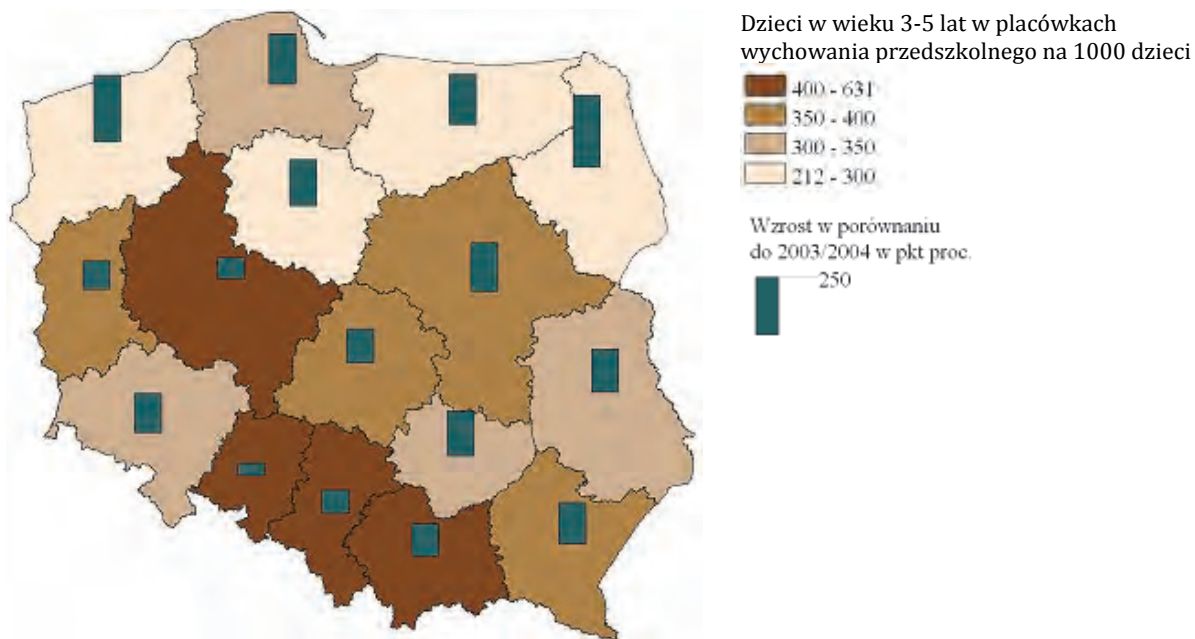 Dzieci w wieku 3-5 lat w placówkach
wychowania przedszkolnego na 1000 dzieci
400 - 631
350 - 400
300 - 350
212 - 300
Wzrost w porównaniu
do 2003/2004 w pkt proc.
250